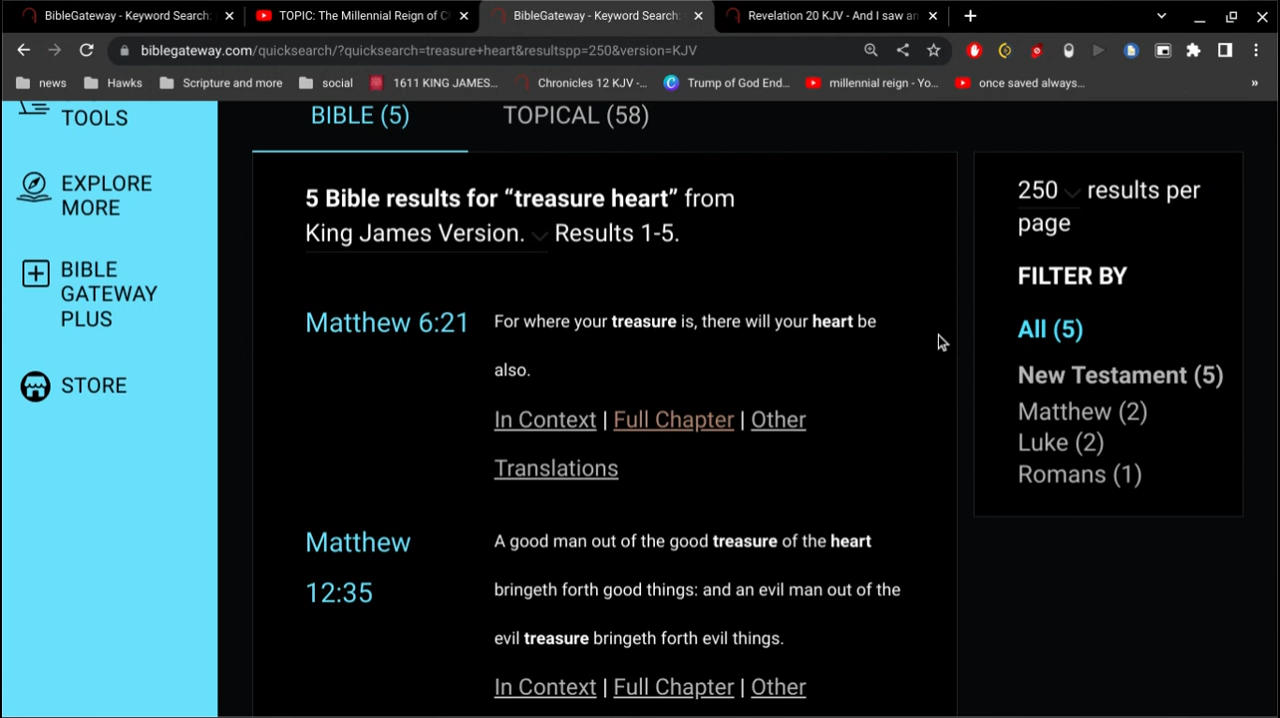 BibleGateway - Keyword Search:
TOPIC: The Millennial Reign of C
BibleGateway - Keyword Search:
Revelation 20 KJV - And I saw an
biblegateway.com/quicksearch/?quicksearch=treasure+heart&resultspp=250&version=KJV
news
Hawks
Scripture and more
social
1611 KING JAMES...
Chronicles 12 KJV -...
Trump of God End...
millennial reign - Yo...
once saved always...
»
TOOLS
EXPLORE
MORE
BIBLE
GATEWAY
PLUS
STORE
BIBLE (5)
TOPICAL (58)
5 Bible results for “treasure heart” from
King James Version. Results 1-5.
Matthew 6:21
For where your treasure is, there will your heart be
also.
In Context | Full Chapter | Other
Translations
Matthew
12:35
A good man out of the good treasure of the heart
bringeth forth good things: and an evil man out of the
evil treasure bringeth forth evil things.
In Context | Full Chapter | Other
250 results per
page
FILTER BY
All (5)
New Testament (5)
Matthew (2)
Luke (2)
Romans (1)